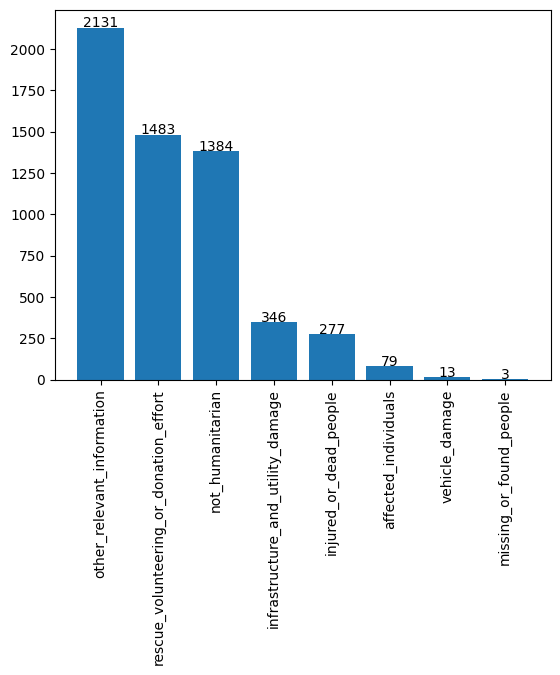 2131
1483
1384
346
277
79
13
3
2000
1750
1500
1250
1000
750
500
250
0
other_relevant_information
rescue_volunteering_or_donation_effort
not_humanitarian
infrastructure_and_utility_damage
injured_or_dead_people
affected_individuals
vehicle_damage
missing_or_found_people